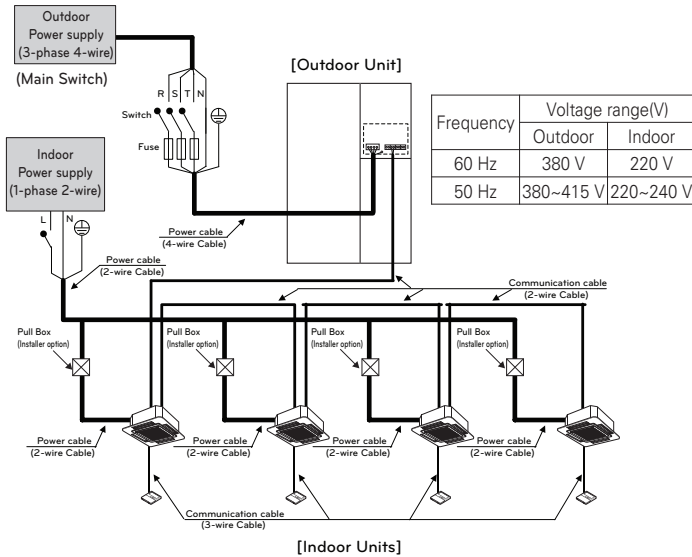 Outdoor
Power supply
(3-phase 4-wire)
(Main Switch)
R S T N
Switch
Fuse
[Outdoor Unit]
Frequency
Voltage range(V)
Outdoor
Indoor
60 Hz
380 V
220 V
50 Hz
380~415 V
220~240 V
Indoor
Power supply
(1-phase 2-wire)
L
N
Power cable
(4-wire Cable)
Power cable
(2-wire Cable)
Communication cable
(2-wire Cable)
Pull Box
(Installer option)
Pull Box
(Installer option)
Pull Box
(Installer option)
Pull Box
(Installer option)
Power cable
(2-wire Cable)
Power cable
(2-wire Cable)
Power cable
(2-wire Cable)
Power cable
(2-wire Cable)
Communication cable
(3-wire Cable)
[Indoor Units]